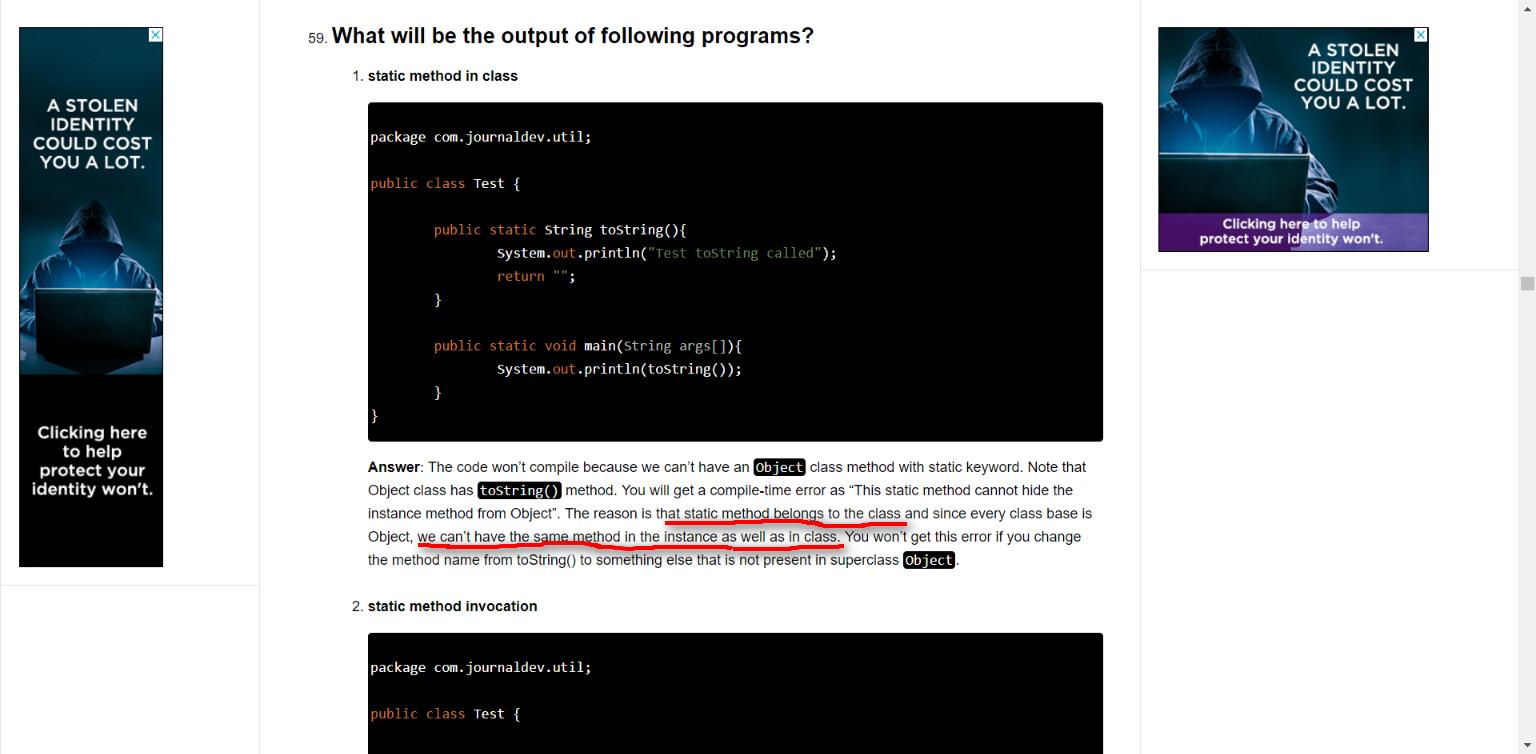 A STOLEN
IDENTITY
COULD COST
YOU A LOT.
Clicking here
to help
protect your
identity won't.
59. What will be the output of following programs?
1. static method in class
package com.journaldev.util;
public class Test {
public static String toString(){
System.out.println("Test toString called");
return "";
}
public static void main(String args[]){
System.out.println(toString());
}
}
Answer: The code won’t compile because we can’t have an Object class method with static keyword. Note that
Object class has toString() method. You will get a compile-time error as “This static method cannot hide the
instance method from Object”. The reason is that static method belongs to the class and since every class base is
Object, we can’t have the same method in the instance as well as in class. You won’t get this error if you change
the method name from toString() to something else that is not present in superclass Object.
2. static method invocation
package com.journaldev.util;
public class Test {
A STOLEN
IDENTITY
COULD COST
YOU A LOT.
Clicking here to help
protect your identity won't.